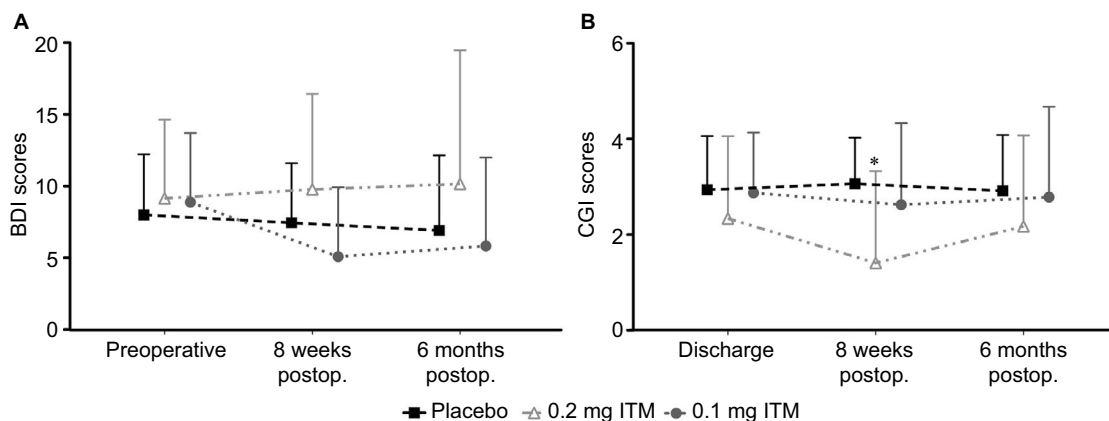 A
BDI scores
20
15
10
5
0
Preoperative
8 weeks
postop.
6 months
postop.
B
CGI scores
6
4
2
0
*
Discharge
8 weeks
postop.
6 months
postop.
Placebo 0.2 mg ITM 0.1 mg ITM